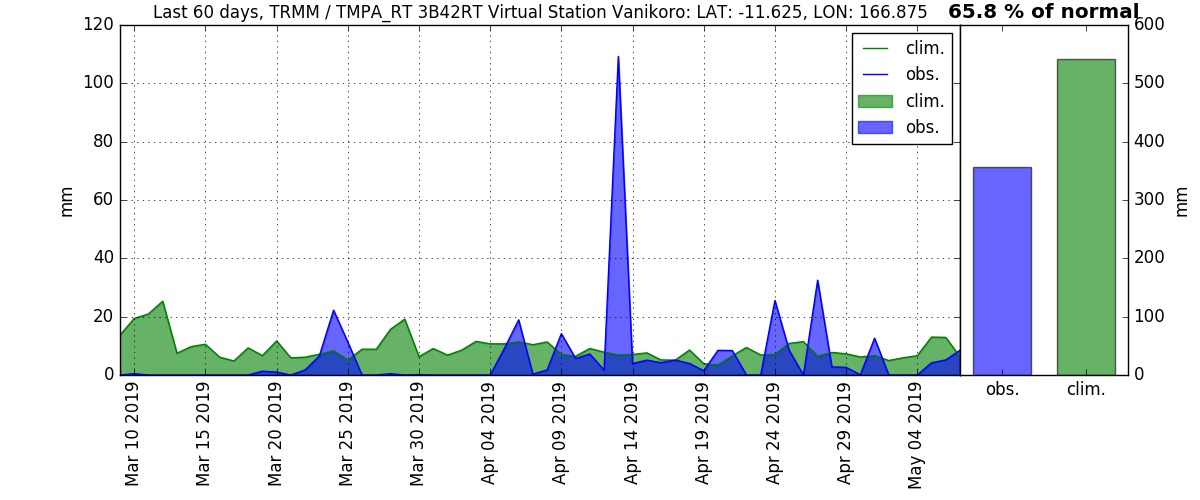 Last 60 days, TRMM / TMPA_RT 3B42RT Virtual Station Vanikoro: LAT: -11.625, LON: 166.875
65.8 % of normal
120
100
80
60
40
20
0
mm
clim.
obs.
clim.
obs.
600
500
400
300
200
100
0
mm
Mar 10 2019
Mar 15 2019
Mar 20 2019
Mar 25 2019
Mar 30 2019
Apr 04 2019
Apr 09 2019
Apr 14 2019
Apr 19 2019
Apr 24 2019
Apr 29 2019
May 04 2019
obs.
clim.